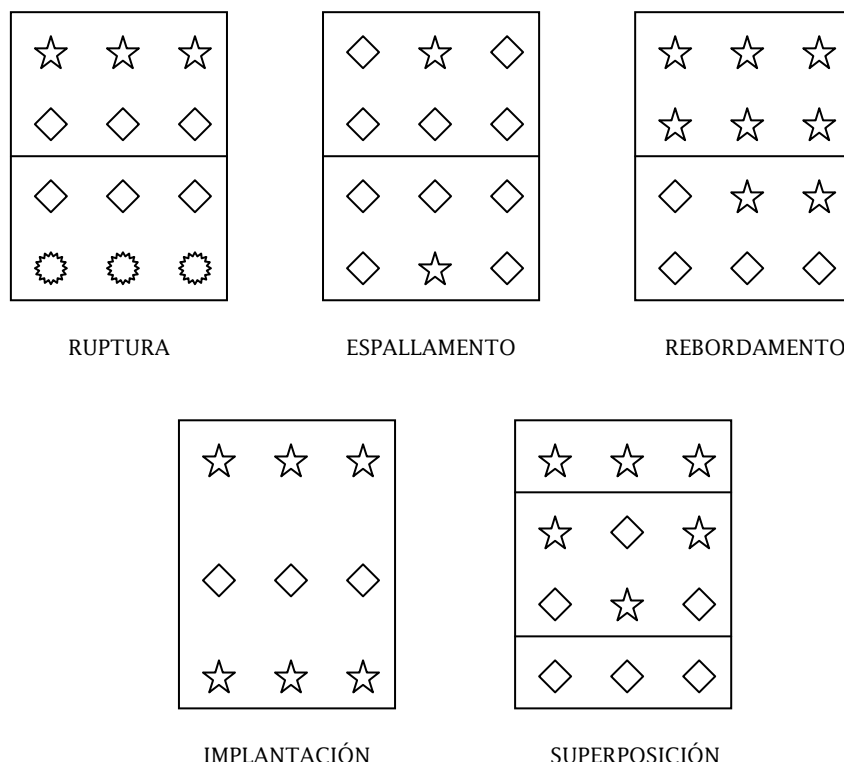 RUPTURA
ESPALLAMENTO
REBORDAMENTO
IMPLANTACIÓN
SUPERPOSICIÓN